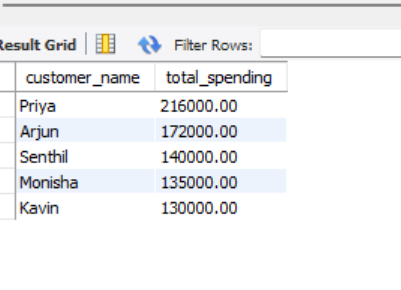 Result Grid Filter Rows:
customer_name total_spending
Priya 216000.00
Arjun 172000.00
Senthil 140000.00
Monisha 135000.00
Kavin 130000.00